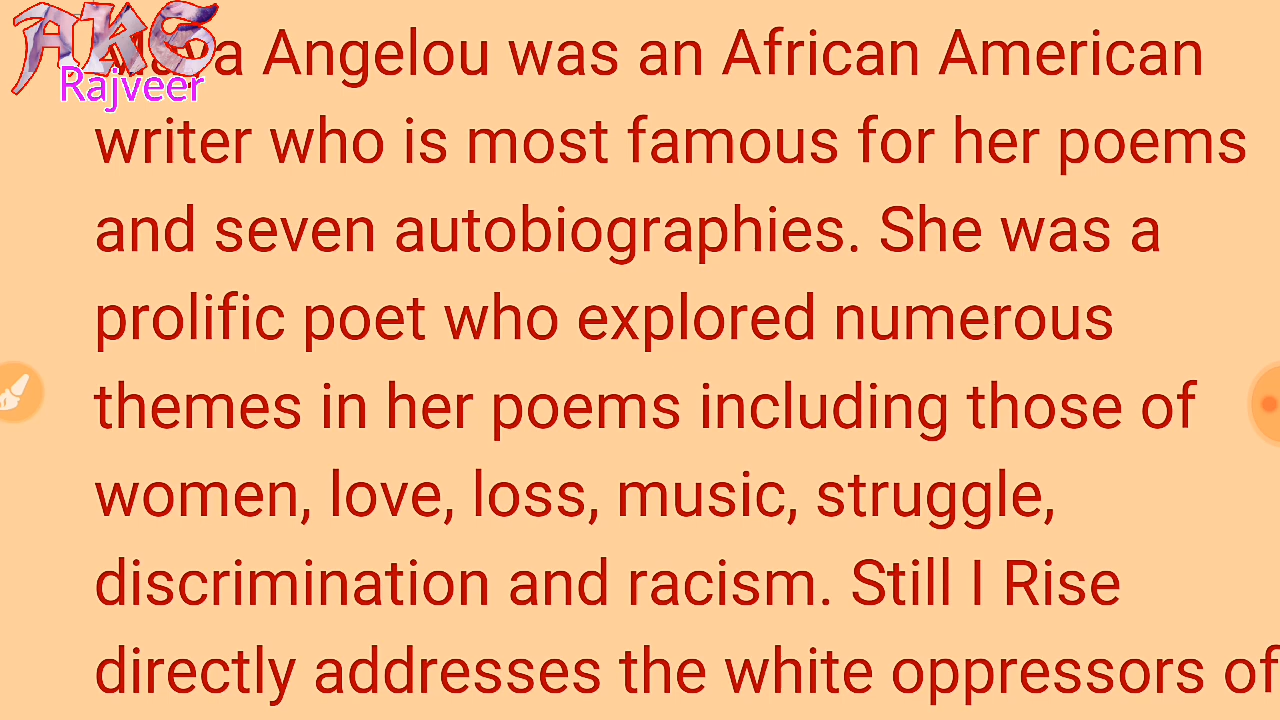 AKS
Rajveer
a Angelou was an African American
writer who is most famous for her poems
and seven autobiographies. She was a
prolific poet who explored numerous
themes in her poems including those of
women, love, loss, music, struggle,
discrimination and racism. Still I Rise
directly addresses the white oppressors of